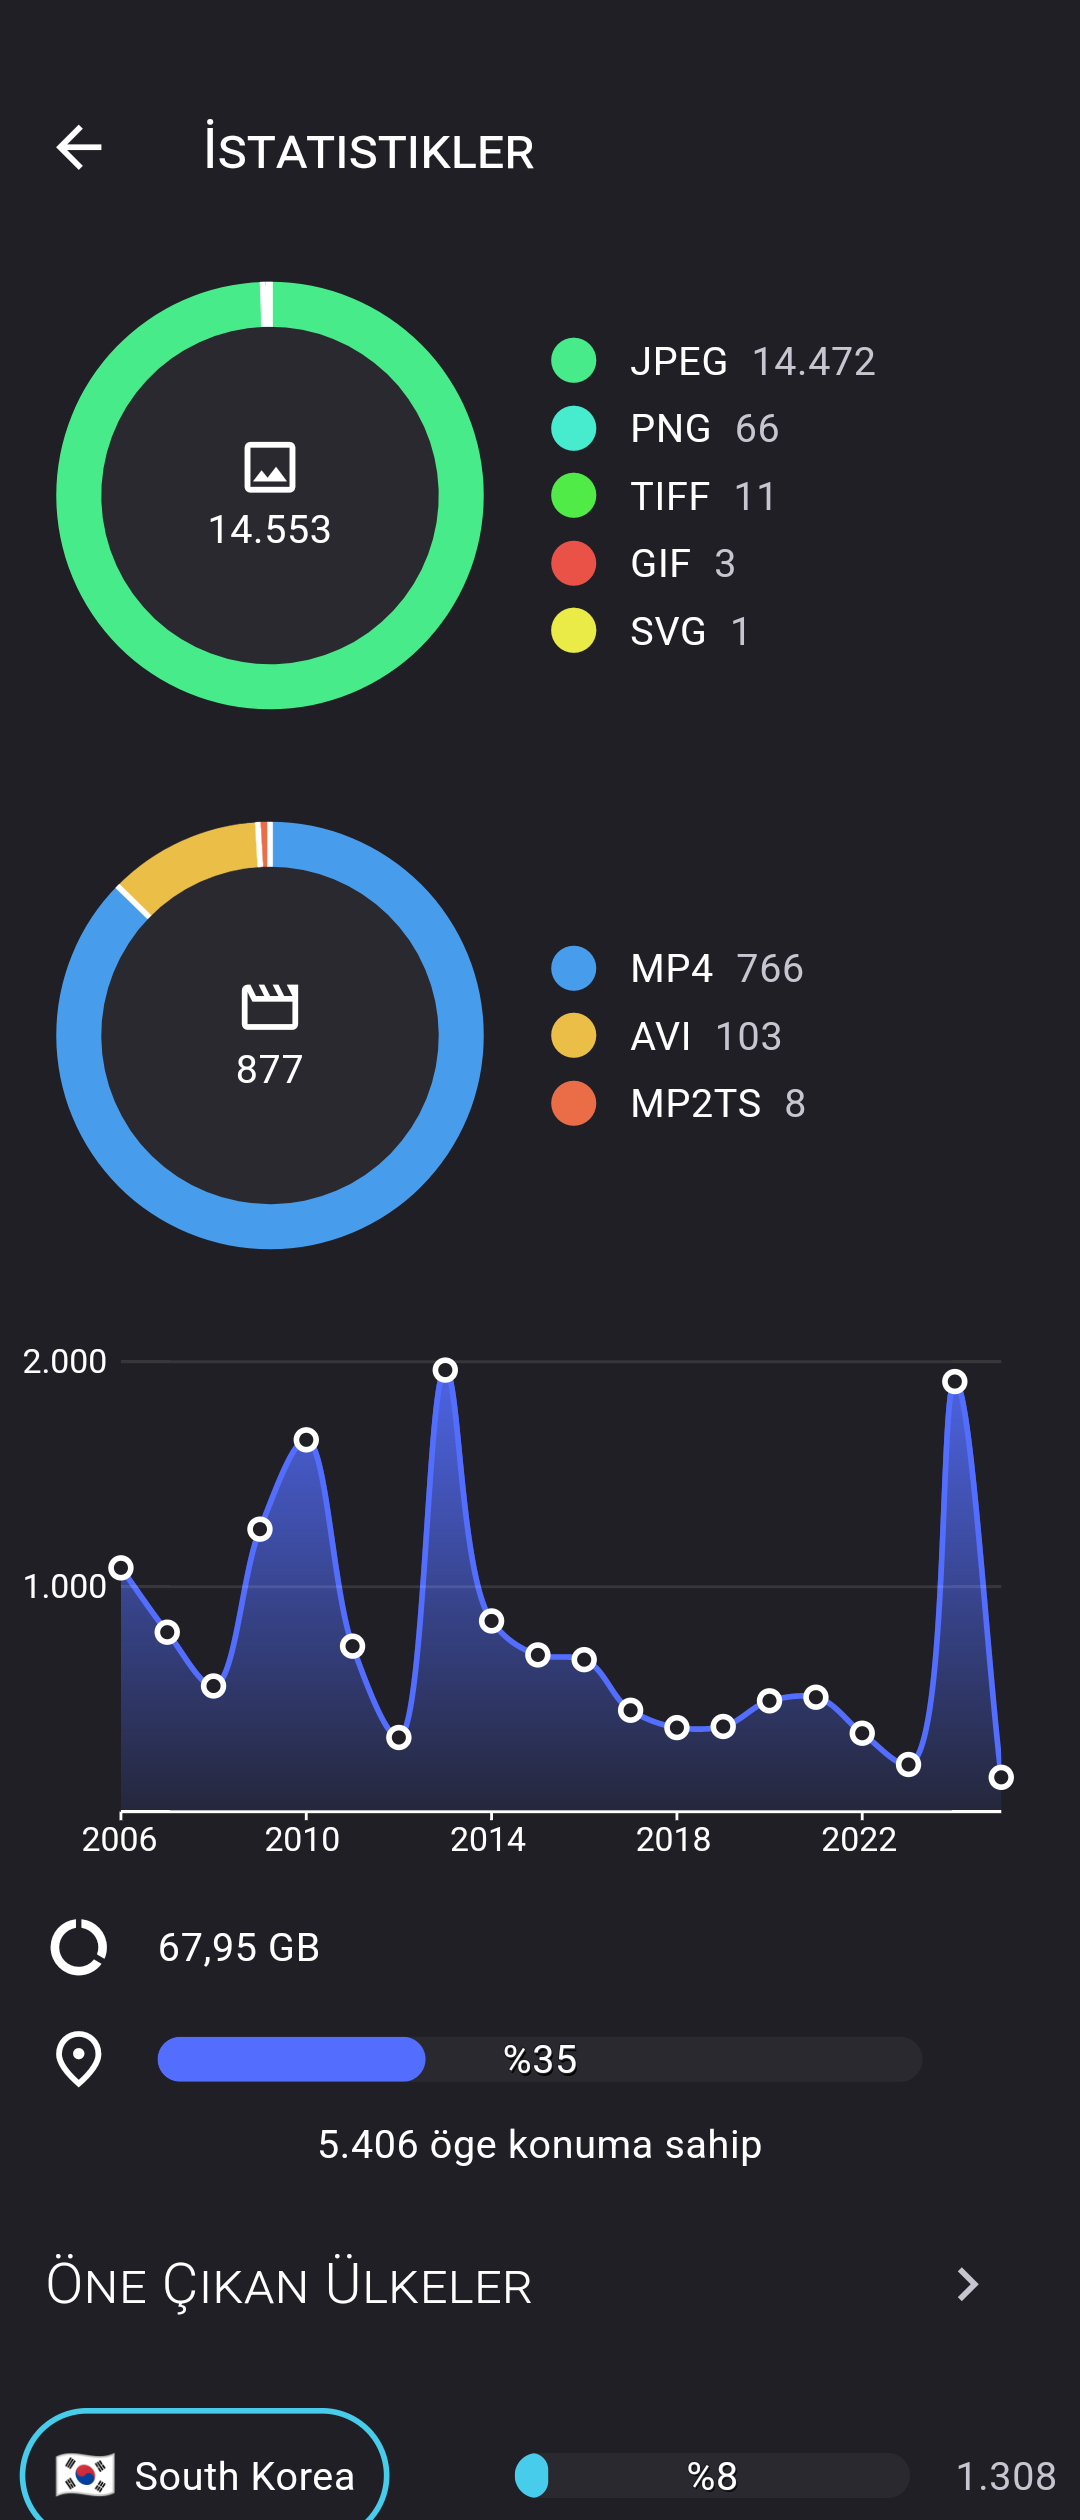 İSTATISTIKLER
14.553
JPEG 14.472
PNG 66
TIFF 11
GIF 3
SVG 1
877
MP4 766
AVI 103
MP2TS 8
2.000
1.000
2006 2010 2014 2018 2022
67,95 GB
%35
5.406 öge konuma sahip
ÖNE ÇIKAN ÜLKELER
South Korea %8 1.308